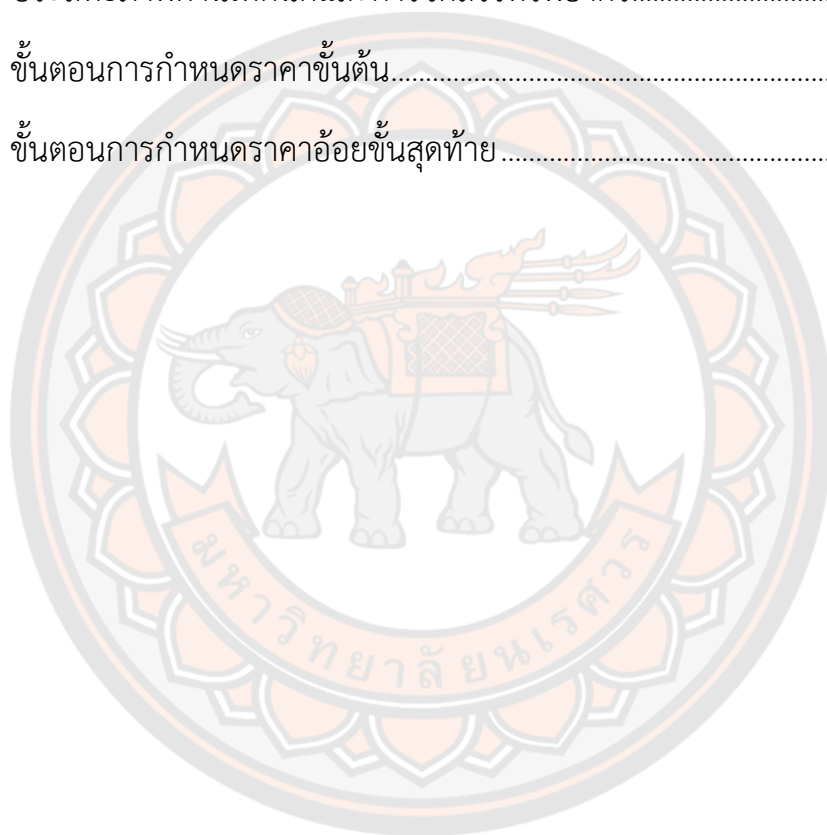 ขั้นตอนการกำหนดราคาขั้นต้น
ขั้นตอนการกำหนดราคาอ้อยขั้นสุดท้าย
มหาวิทยาลัยนเรศวร